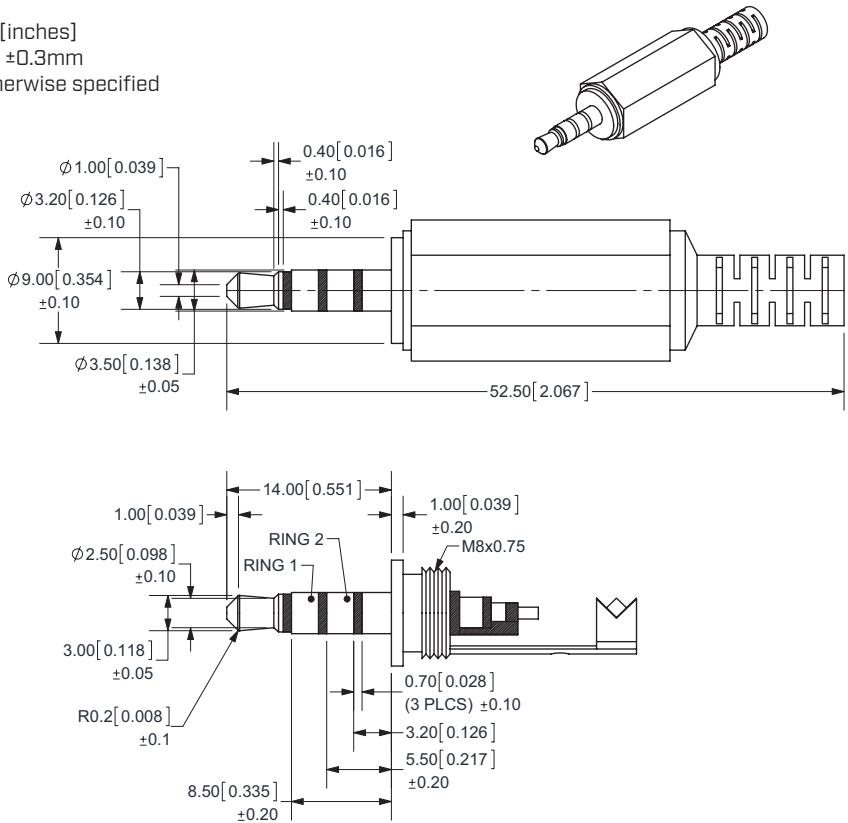 [inches]
±0.3mm
herwise specified
0.40[0.016]
±0.10
Ø1.00[0.039]
0.40[0.016]
±0.10
Ø3.20[0.126]
±0.10
Ø9.00[0.354]
±0.10
Ø3.50[0.138]
±0.05
52.50[2.067]
14.00[0.551]
1.00[0.039]
1.00[0.039]
±0.20
RING 2
M8x0.75
Ø2.50[0.098]
±0.10
RING 1
3.00[0.118]
±0.05
0.70[0.028]
(3 PLCS) ±0.10
R0.2[0.008]
±0.1
3.20[0.126]
5.50[0.217]
±0.20
8.50[0.335]
±0.20